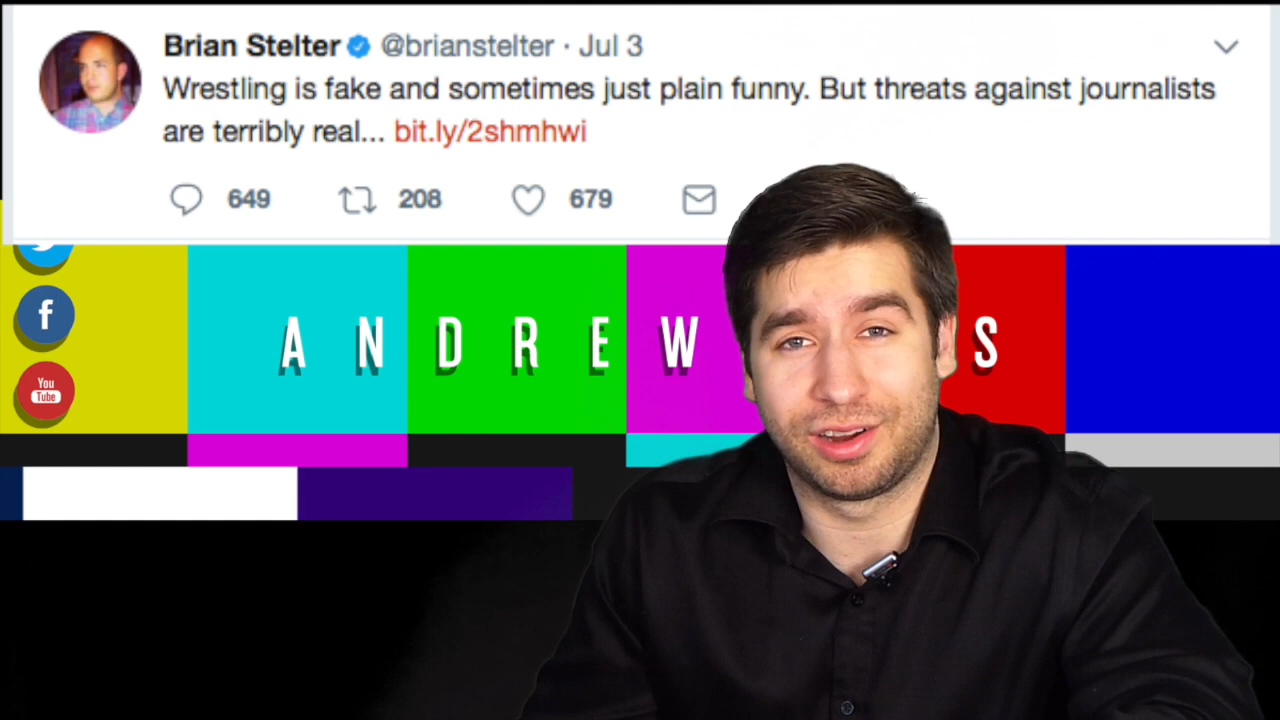 Brian Stelter @brianstelter · Jul 3
Wrestling is fake and sometimes just plain funny. But threats against journalists
are terribly real... bit.ly/2shmhwi
649 208 679
f
ANDREW S
You
Tube